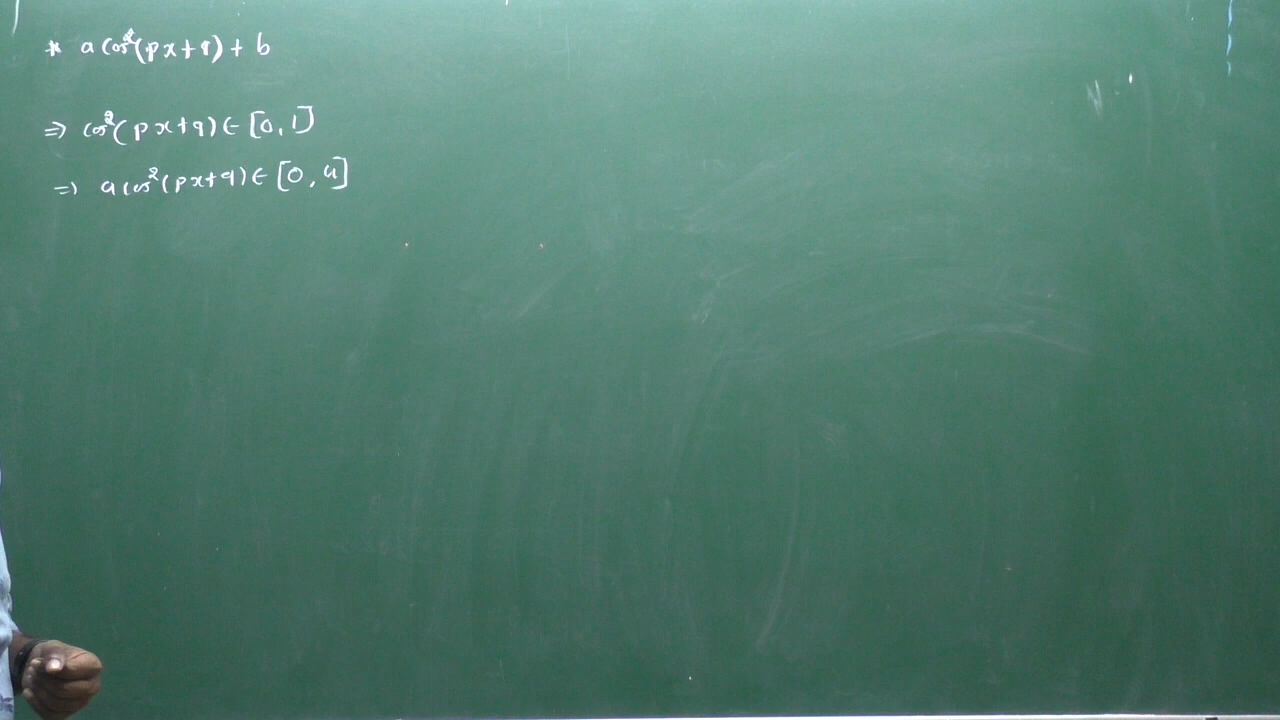 * a cos²(px+q) + b
⇒ cos²(px+q) ∈ [0, 1]
⇒ a cos²(px+q) ∈ [0, a]